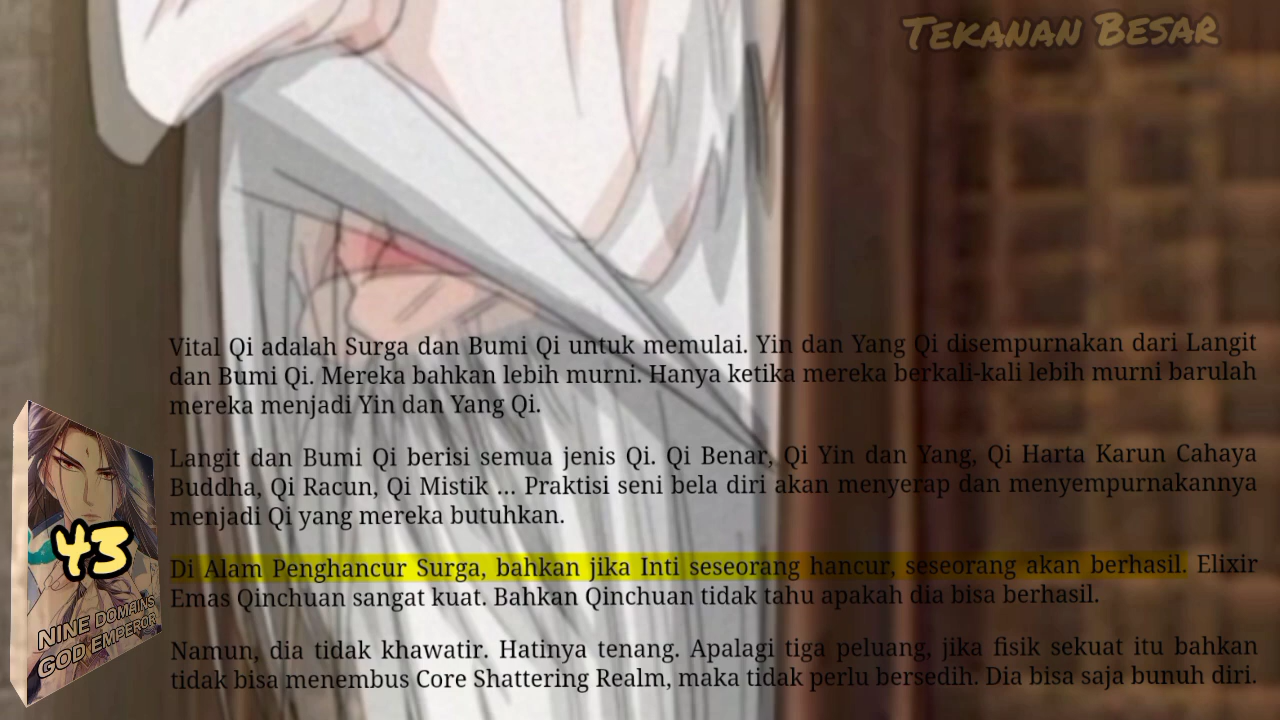 TEKANAN BESAR
Vital Qi adalah Surga dan Bumi Qi untuk memulai. Yin dan Yang Qi disempurnakan dari Langit
dan Bumi Qi. Mereka bahkan lebih murni. Hanya ketika mereka berkali-kali lebih murni barulah
mereka menjadi Yin dan Yang Qi.
Langit dan Bumi Qi berisi semua jenis Qi. Qi Benar, Qi Yin dan Yang, Qi Harta Karun Cahaya
Buddha, Qi Racun, Qi Mistik ... Praktisi seni bela diri akan menyerap dan menyempurnakannya
menjadi Qi yang mereka butuhkan.
Di Alam Penghancur Surga, bahkan jika Inti seseorang hancur, seseorang akan berhasil. Elixir
Emas Qinchuan sangat kuat. Bahkan Qinchuan tidak tahu apakah dia bisa berhasil.
Namun, dia tidak khawatir. Hatinya tenang. Apalagi tiga peluang, jika fisik sekuat itu bahkan
tidak bisa menembus Core Shattering Realm, maka tidak perlu bersedih. Dia bisa saja bunuh diri.
43
NINE DOMAINS
GOD EMPEROR